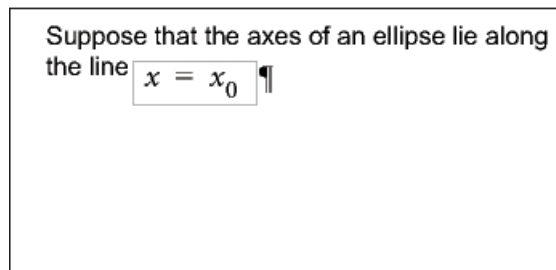 Suppose that the axes of an ellipse lie along
the line x = x₀ ¶